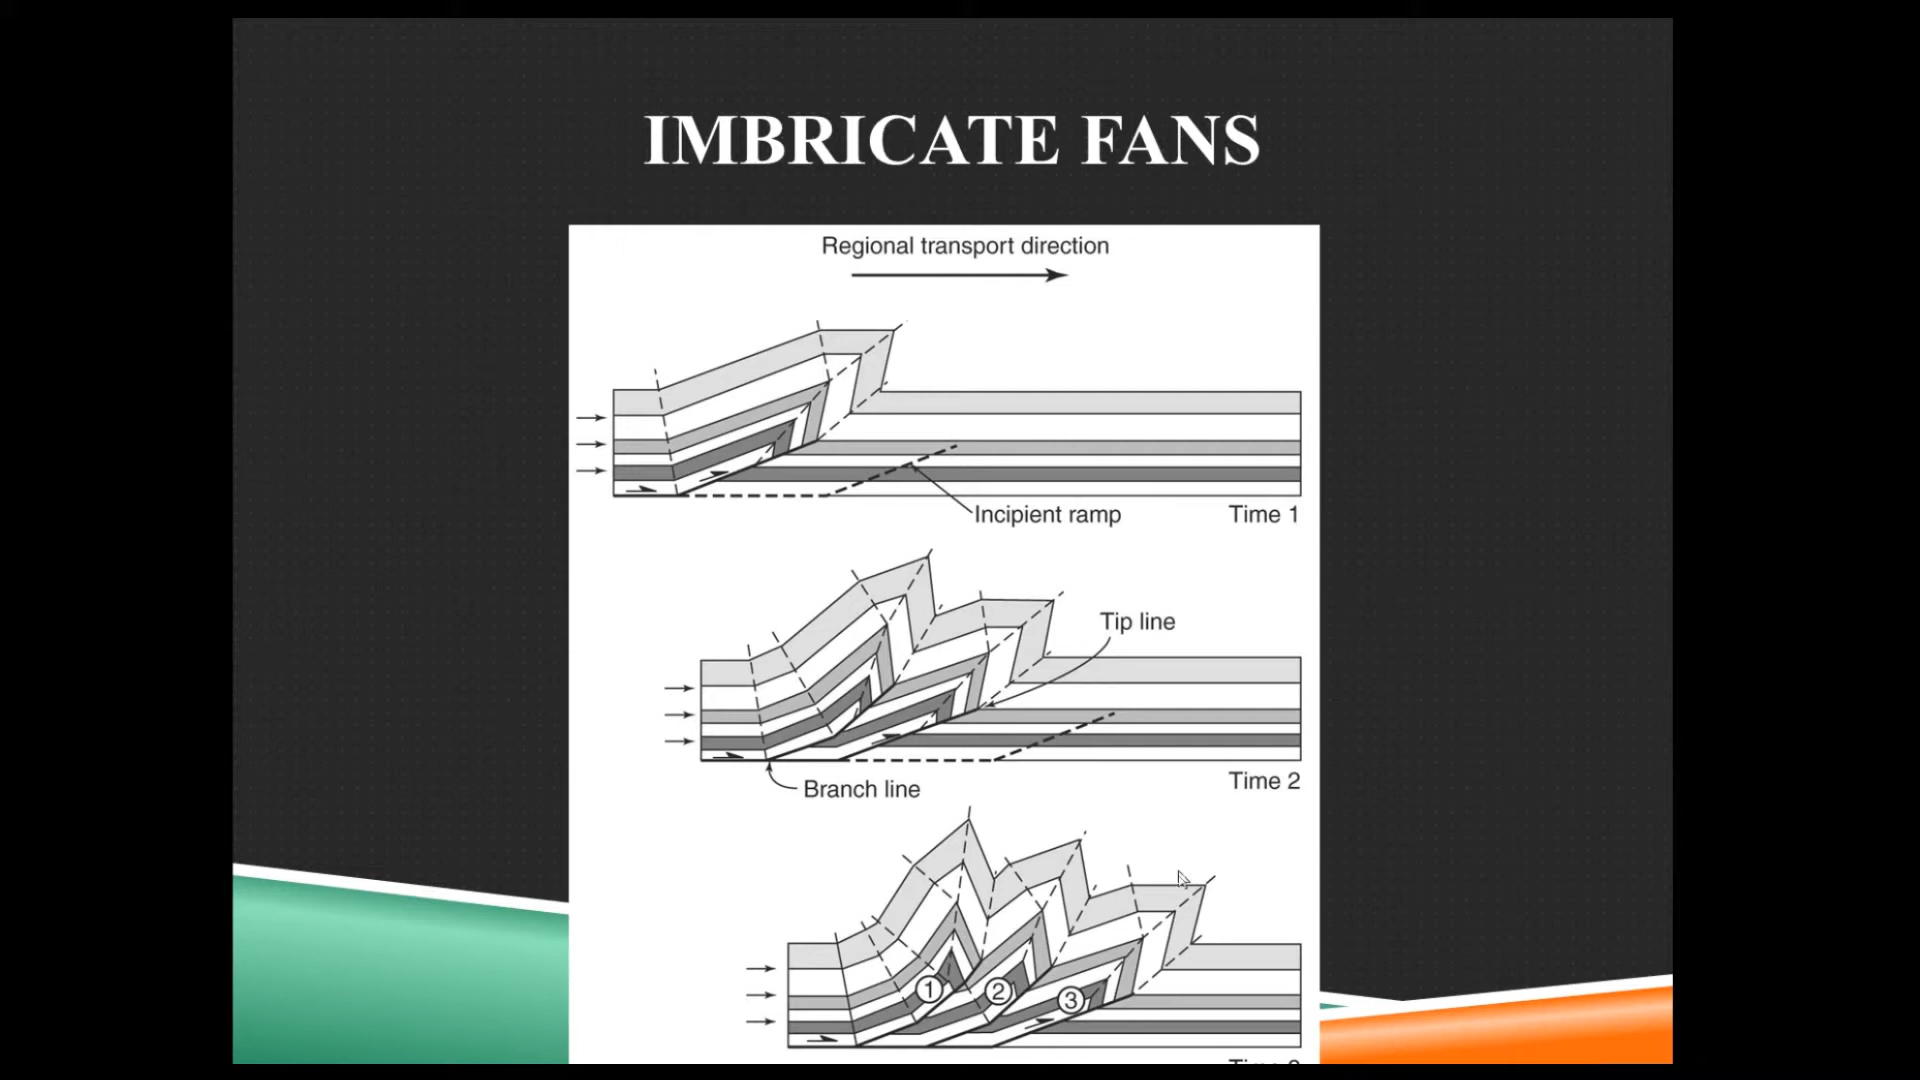 IMBRICATE FANS
Regional transport direction
Incipient ramp
Time 1
Tip line
Branch line
Time 2
1
2
3